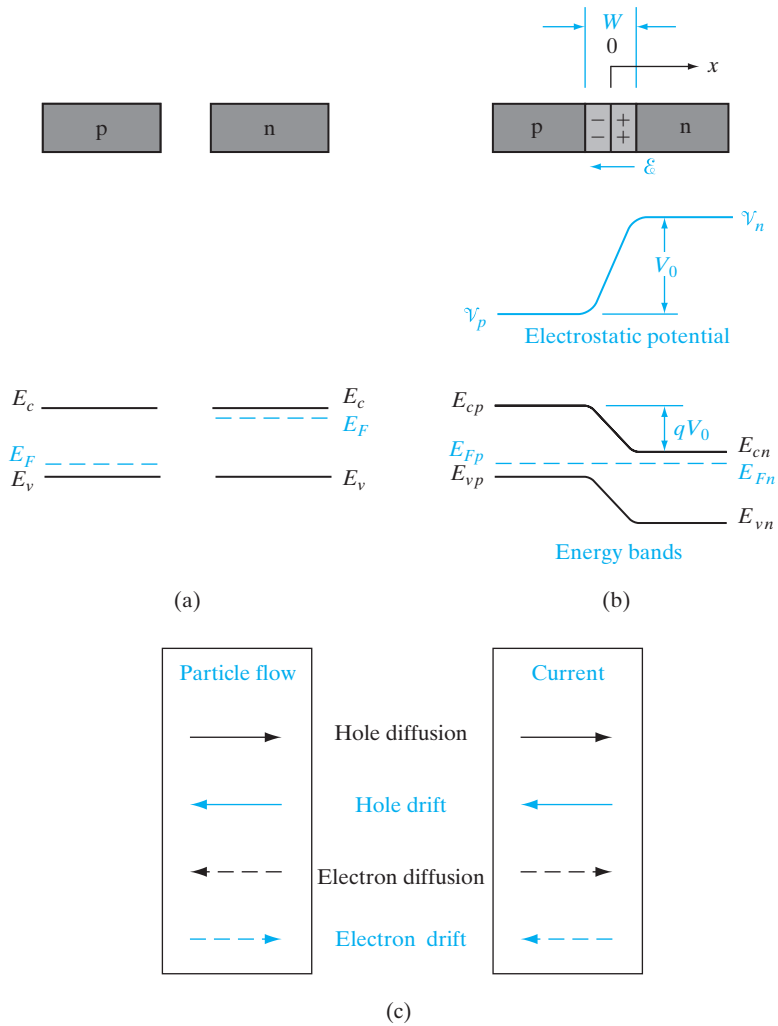 W
0
x
p
n
p
− +
− +
n
ℰ
𝒱n
V0
𝒱p
Electrostatic potential
Ec
EF
Ev
Ec
EF
Ev
Ecp
qV0
Ecn
EFp
EFn
Evp
Evn
Energy bands
(a)
(b)
Particle flow
Current
Hole diffusion
Hole drift
Electron diffusion
Electron drift
(c)